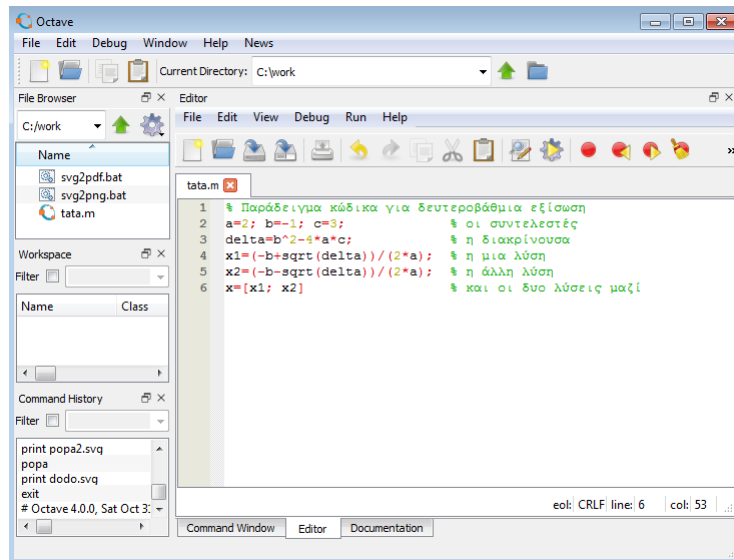 Octave
File Edit Debug Window Help News
Current Directory: C:\work
File Browser
C:/work
Name
svg2pdf.bat
svg2png.bat
tata.m
Workspace
Filter
Name Class
Command History
Filter
print popa2.svg
popa
print dodo.svg
exit
# Octave 4.0.0, Sat Oct 3
Editor
File Edit View Debug Run Help
tata.m
1 % Παράδειγμα κώδικα για δευτεροβάθμια εξίσωση
2 a=2; b=-1; c=3; % οι συντελεστές
3 delta=b^2-4*a*c; % η διακρίνουσα
4 x1=(-b+sqrt(delta))/(2*a); % η μια λύση
5 x2=(-b-sqrt(delta))/(2*a); % η άλλη λύση
6 x=[x1; x2] % και οι δυο λύσεις μαζί
eol: CRLF line: 6 col: 53
Command Window Editor Documentation